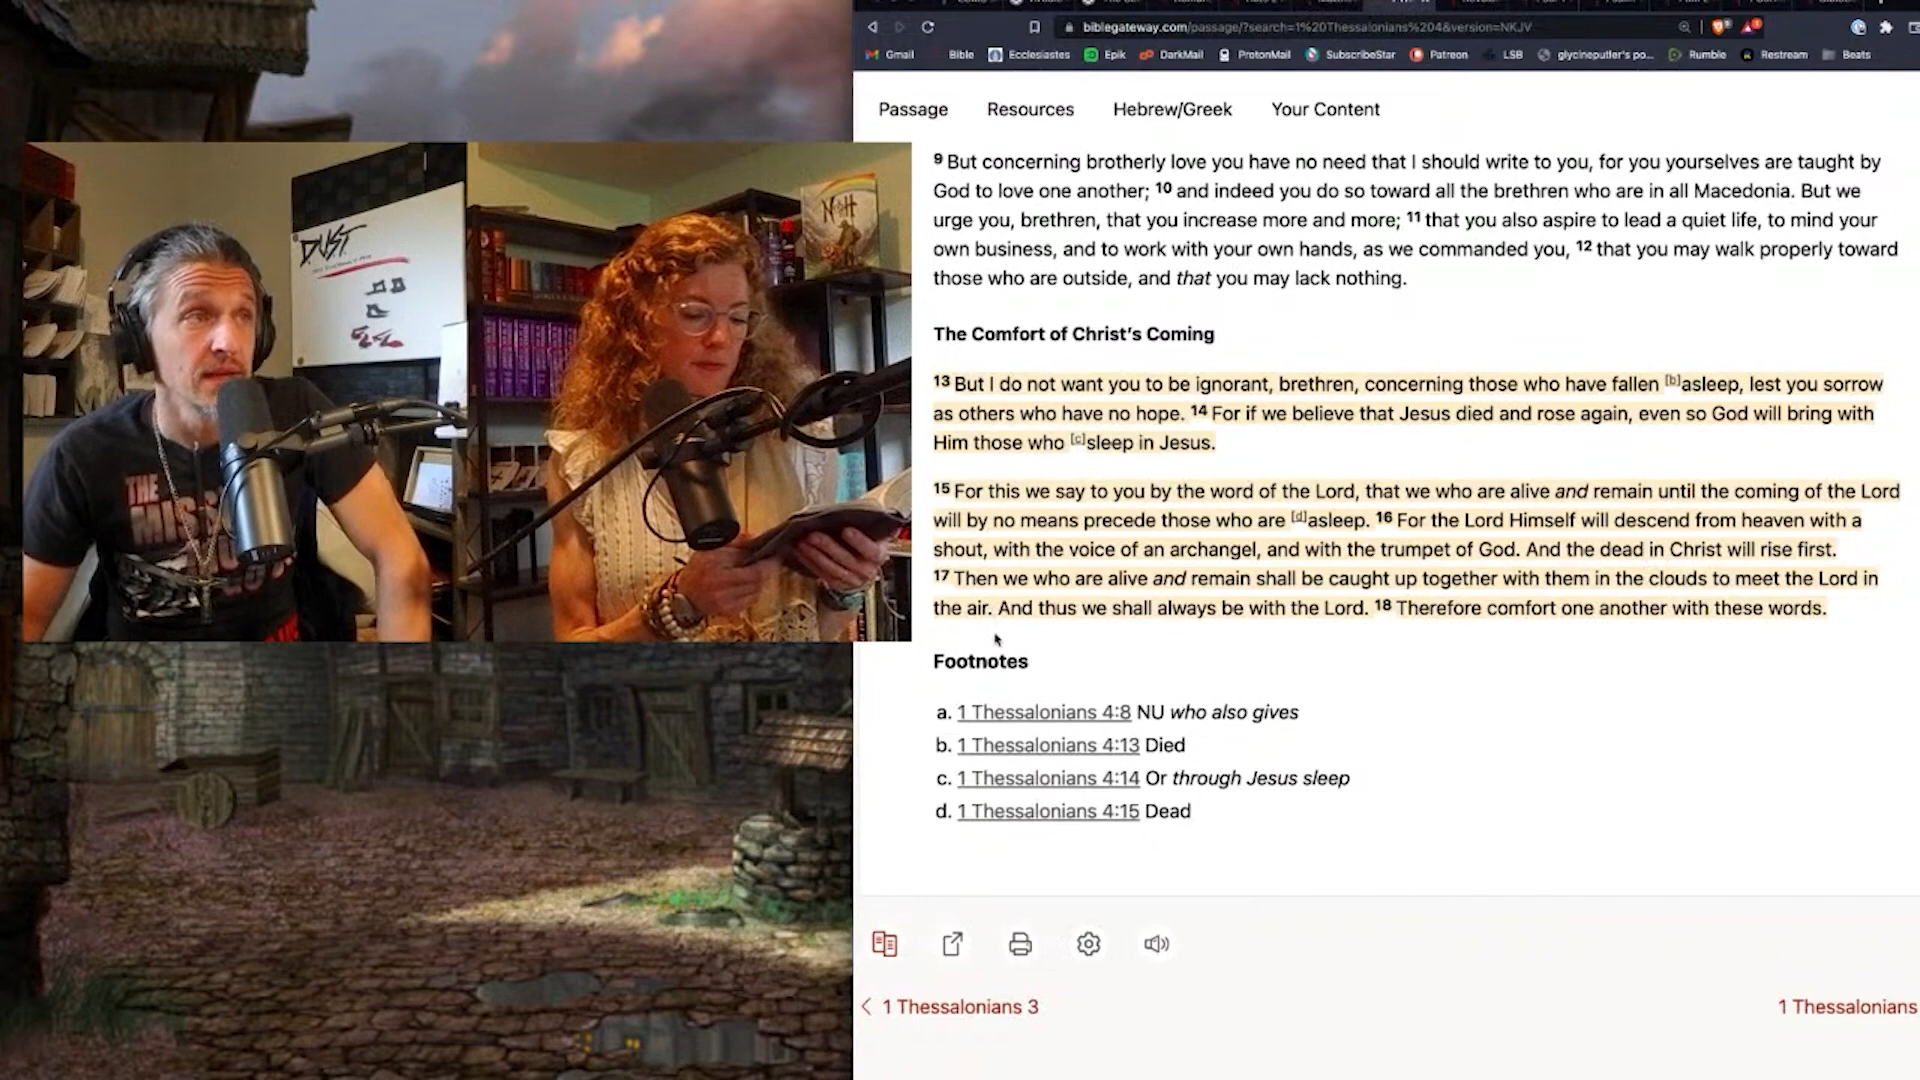 biblegateway.com/passage/?search=1%20Thessalonians%204&version=NKJV
Gmail Bible Ecclesiastes Epik DarkMail ProtonMail SubscribeStar Patreon LSB glycineputler's po... Rumble Restream Beats
Passage Resources Hebrew/Greek Your Content
9 But concerning brotherly love you have no need that I should write to you, for you yourselves are taught by
God to love one another; 10 and indeed you do so toward all the brethren who are in all Macedonia. But we
urge you, brethren, that you increase more and more; 11 that you also aspire to lead a quiet life, to mind your
own business, and to work with your own hands, as we commanded you, 12 that you may walk properly toward
those who are outside, and that you may lack nothing.
The Comfort of Christ's Coming
13 But I do not want you to be ignorant, brethren, concerning those who have fallen [b]asleep, lest you sorrow
as others who have no hope. 14 For if we believe that Jesus died and rose again, even so God will bring with
Him those who [c]sleep in Jesus.
15 For this we say to you by the word of the Lord, that we who are alive and remain until the coming of the Lord
will by no means precede those who are [d]asleep. 16 For the Lord Himself will descend from heaven with a
shout, with the voice of an archangel, and with the trumpet of God. And the dead in Christ will rise first.
17 Then we who are alive and remain shall be caught up together with them in the clouds to meet the Lord in
the air. And thus we shall always be with the Lord. 18 Therefore comfort one another with these words.
Footnotes
a. 1 Thessalonians 4:8 NU who also gives
b. 1 Thessalonians 4:13 Died
c. 1 Thessalonians 4:14 Or through Jesus sleep
d. 1 Thessalonians 4:15 Dead
1 Thessalonians 3
1 Thessalonians
DUST
THE